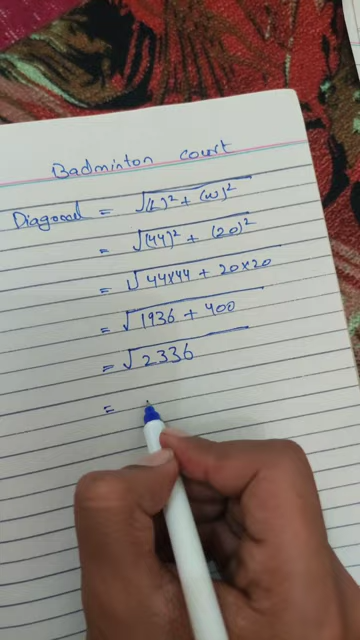 Badminton court
Diagonal = √(L)² + (w)²
= √(44)² + (20)²
= √44×44 + 20×20
= √1936 + 400
= √2336
=